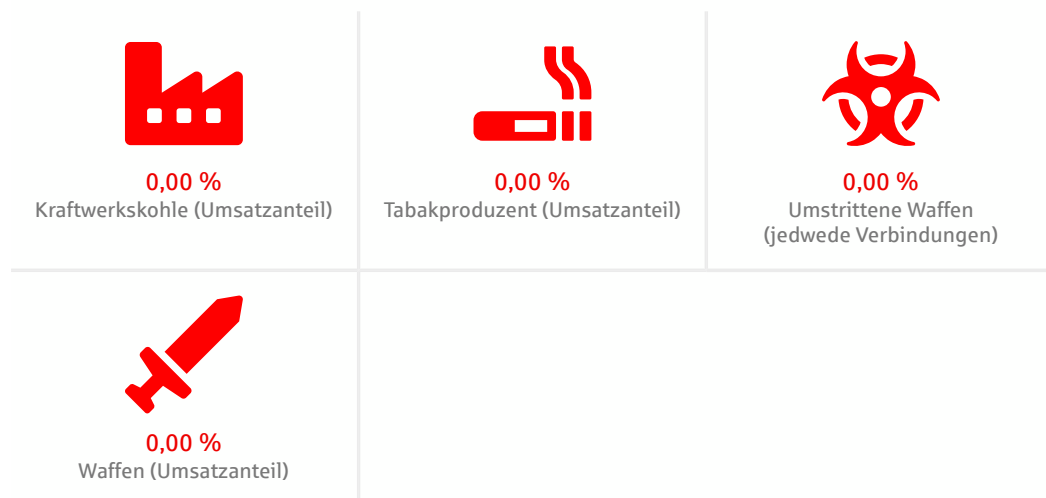 0,00 %
Kraftwerkskohle (Umsatzanteil)
0,00 %
Tabakproduzent (Umsatzanteil)
0,00 %
Umstrittene Waffen
(jedwede Verbindungen)
0,00 %
Waffen (Umsatzanteil)